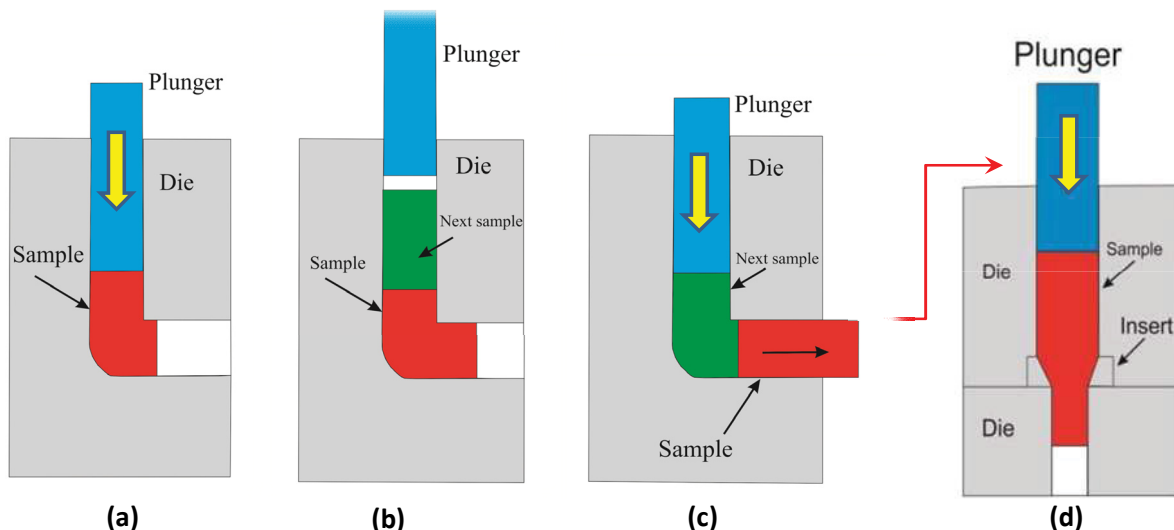 Plunger
Die
Sample
(a)
Plunger
Die
Next sample
Sample
(b)
Plunger
Die
Next sample
Sample
(c)
Plunger
Die
Sample
Insert
Die
(d)